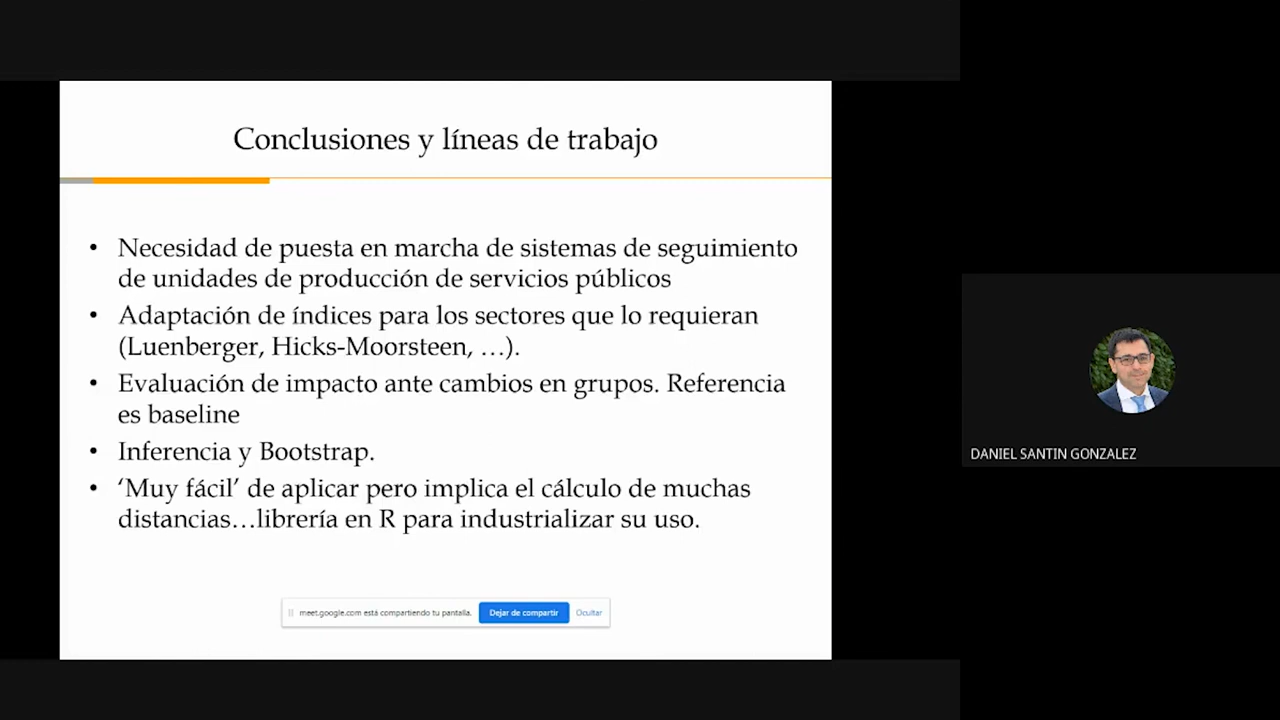 Conclusiones y líneas de trabajo
• Necesidad de puesta en marcha de sistemas de seguimiento
de unidades de producción de servicios públicos
• Adaptación de índices para los sectores que lo requieran
(Luenberger, Hicks-Moorsteen, …).
• Evaluación de impacto ante cambios en grupos. Referencia
es baseline
• Inferencia y Bootstrap.
• ‘Muy fácil’ de aplicar pero implica el cálculo de muchas
distancias…librería en R para industrializar su uso.
meet.google.com está compartiendo tu pantalla. Dejar de compartir Ocultar
DANIEL SANTIN GONZALEZ